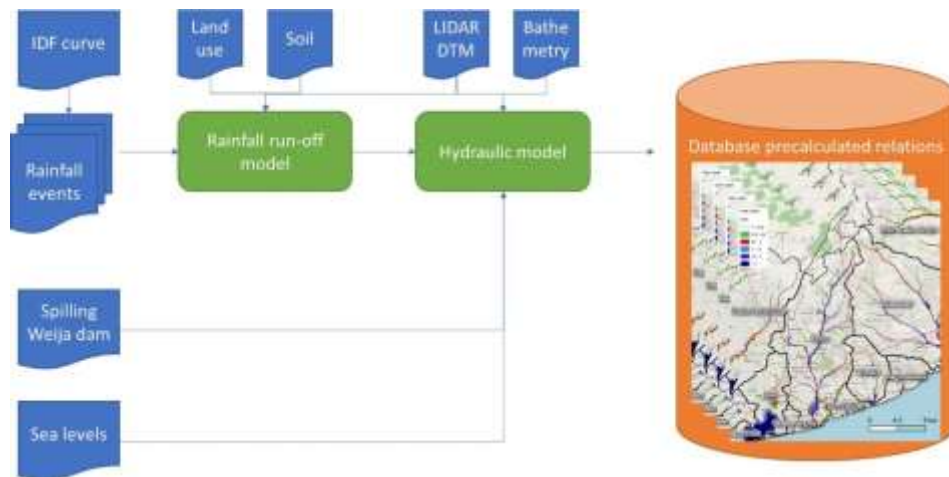 IDF curve
Land
use
Soil
LIDAR
DTM
Bathe
metry
Rainfall
events
Rainfall run-off
model
Hydraulic model
Database precalculated relations
Spilling
Weija dam
Sea levels